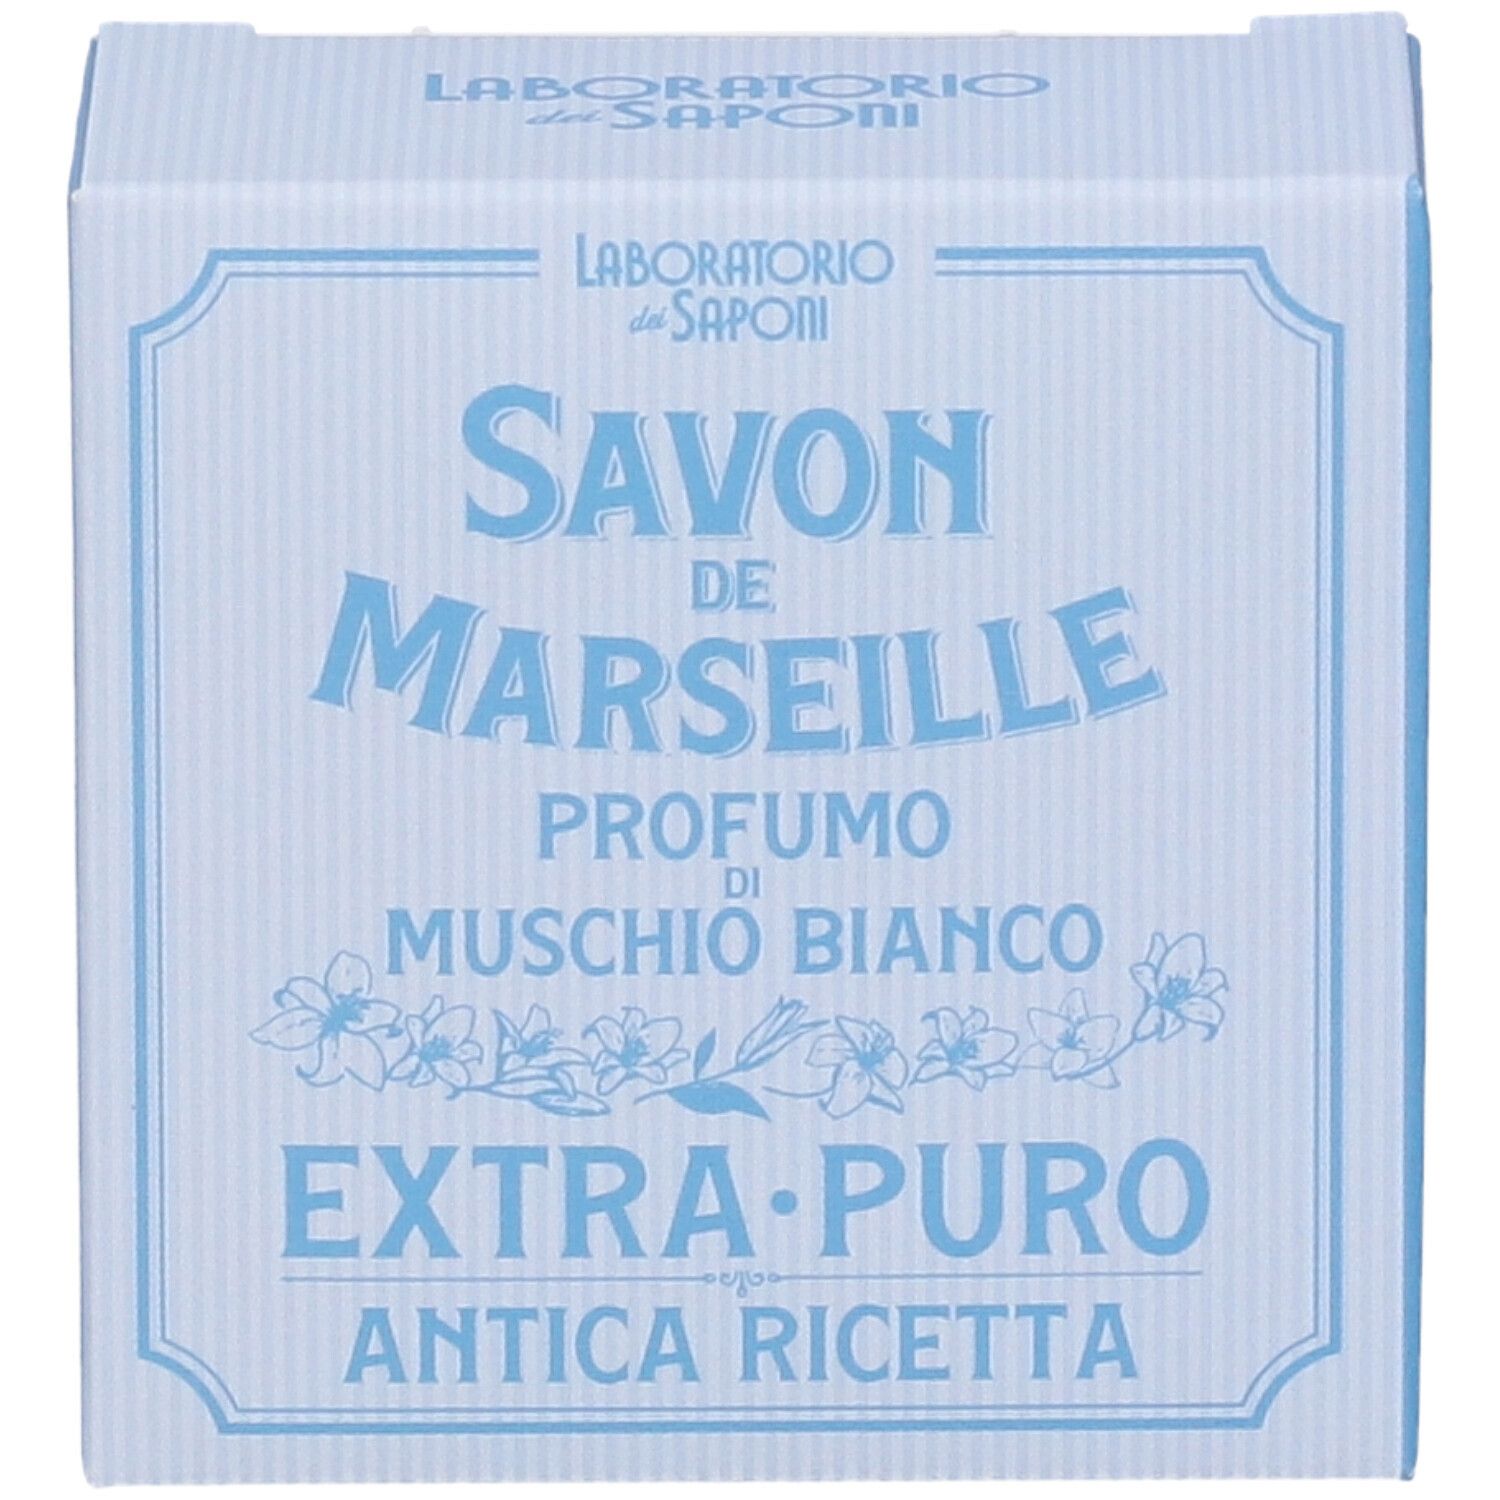 LABORATORIO
dei SAPONI
LABORATORIO
dei SAPONI
SAVON
DE
MARSEILLE
PROFUMO
DI
MUSCHIO BIANCO
EXTRA·PURO
ANTICA RICETTA